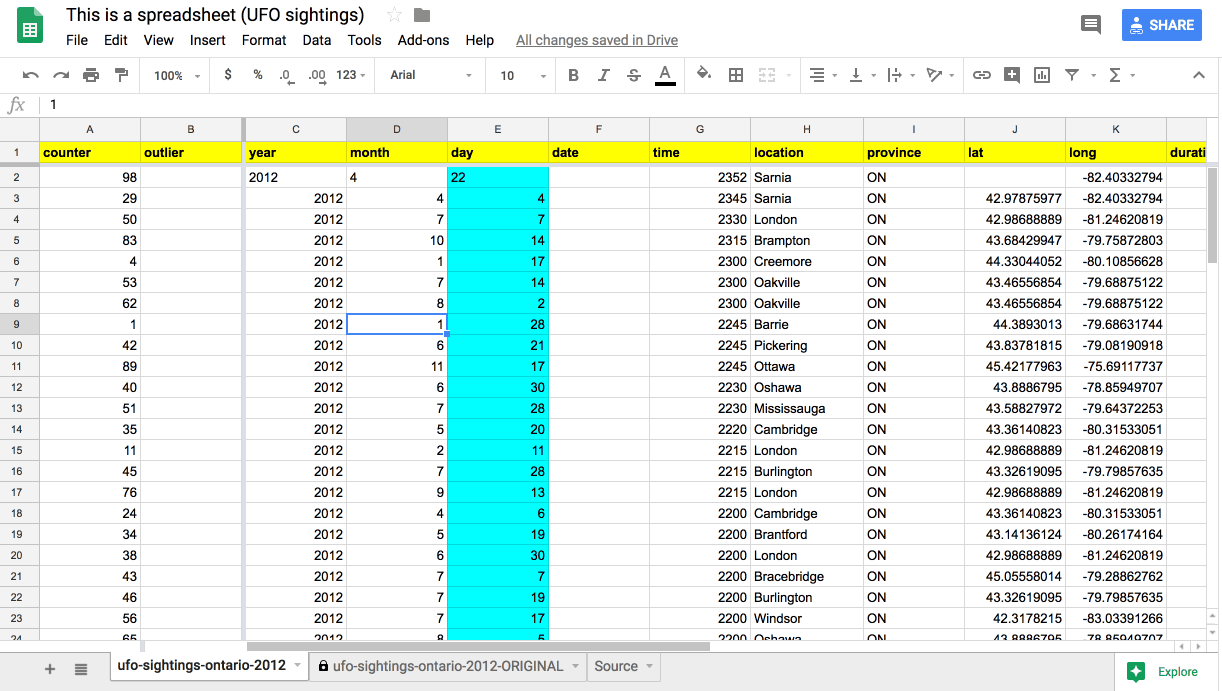 This is a spreadsheet (UFO sightings)
File Edit View Insert Format Data Tools Add-ons Help All changes saved in Drive
SHARE
100% $ % .0 .00 123 Arial 10 B I S A Σ
fx 1
A B C D E F G H I J K
1 counter outlier year month day date time location province lat long durati
2 98 2012 4 22 2352 Sarnia ON -82.40332794
3 29 2012 4 4 2345 Sarnia ON 42.97875977 -82.40332794
4 50 2012 7 7 2330 London ON 42.98688889 -81.24620819
5 83 2012 10 14 2315 Brampton ON 43.68429947 -79.75872803
6 4 2012 1 17 2300 Creemore ON 44.33044052 -80.10856628
7 53 2012 7 14 2300 Oakville ON 43.46556854 -79.68875122
8 62 2012 8 2 2300 Oakville ON 43.46556854 -79.68875122
9 1 2012 1 28 2245 Barrie ON 44.3893013 -79.68631744
10 42 2012 6 21 2245 Pickering ON 43.83781815 -79.08190918
11 89 2012 11 17 2245 Ottawa ON 45.42177963 -75.69117737
12 40 2012 6 30 2230 Oshawa ON 43.8886795 -78.85949707
13 51 2012 7 28 2230 Mississauga ON 43.58827972 -79.64372253
14 35 2012 5 20 2220 Cambridge ON 43.36140823 -80.31533051
15 11 2012 2 11 2215 London ON 42.98688889 -81.24620819
16 45 2012 7 28 2215 Burlington ON 43.32619095 -79.79857635
17 76 2012 9 13 2215 London ON 42.98688889 -81.24620819
18 24 2012 4 6 2200 Cambridge ON 43.36140823 -80.31533051
19 34 2012 5 19 2200 Brantford ON 43.14136124 -80.26174164
20 38 2012 6 30 2200 London ON 42.98688889 -81.24620819
21 43 2012 7 7 2200 Bracebridge ON 45.05558014 -79.28862762
22 46 2012 7 19 2200 Burlington ON 43.32619095 -79.79857635
23 56 2012 7 17 2200 Windsor ON 42.3178215 -83.03391266
24 65 2012 8 5 2200 Oshawa ON 43.8886795 -78.85949707
ufo-sightings-ontario-2012 ufo-sightings-ontario-2012-ORIGINAL Source Explore